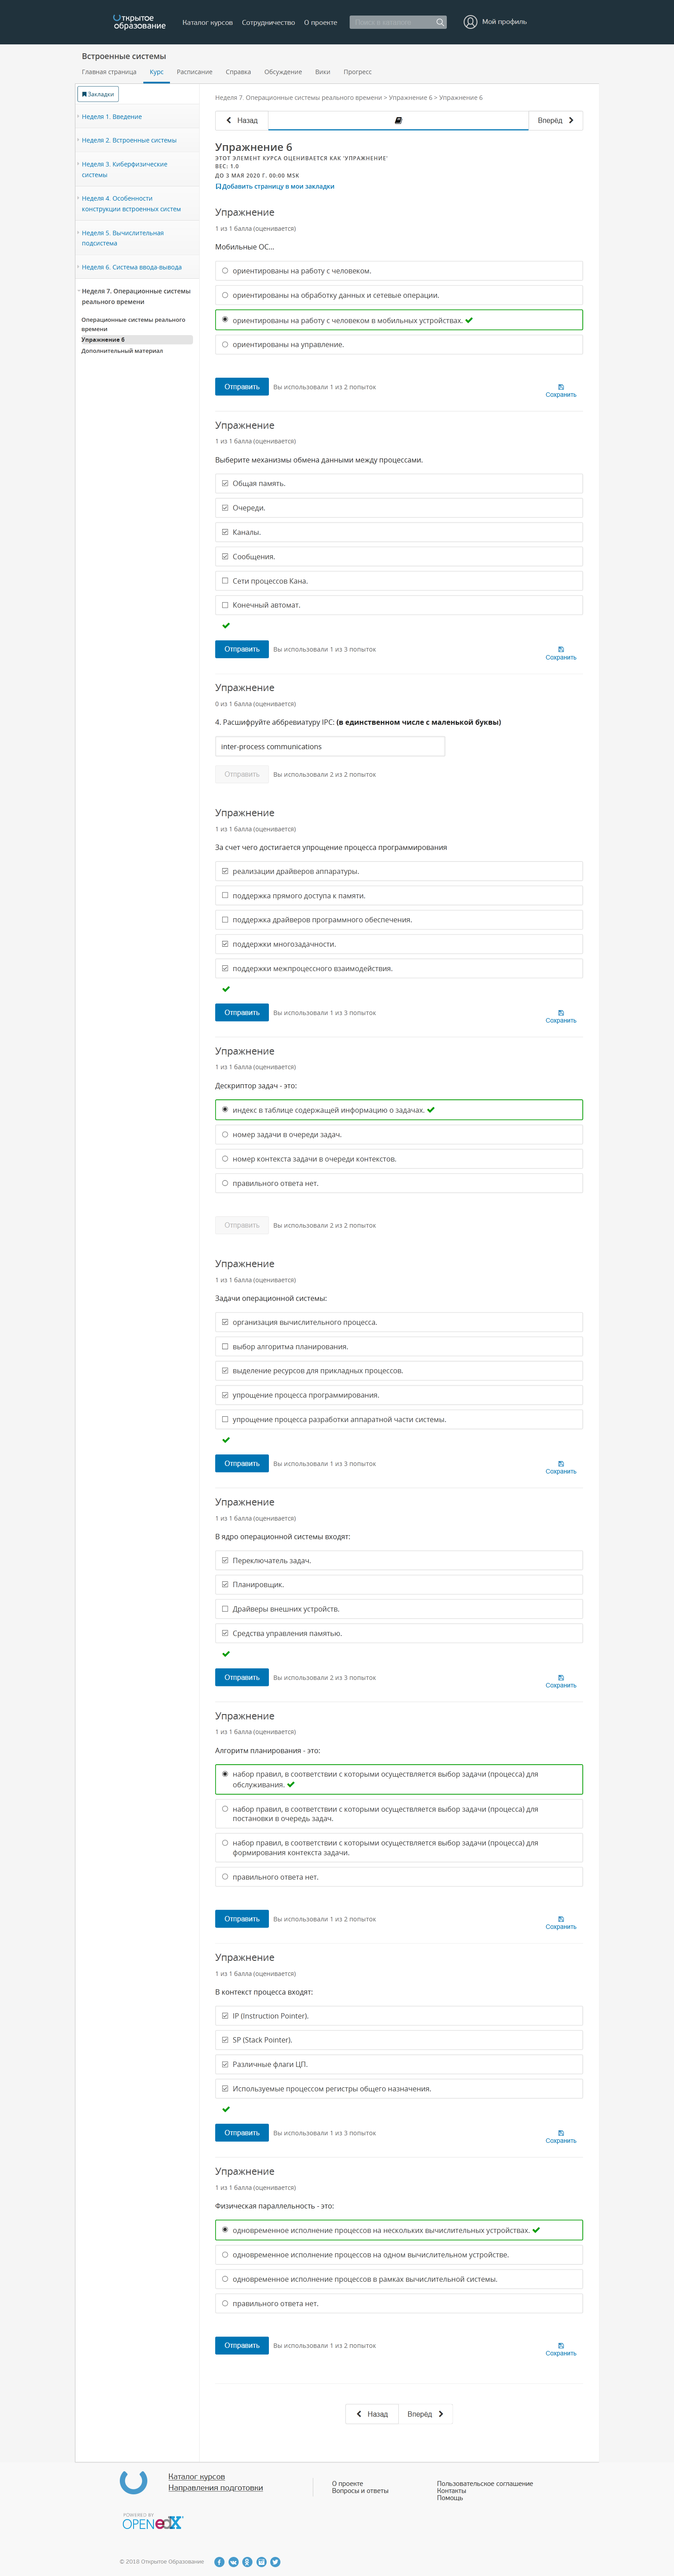 Открытое
образование
Каталог курсов
Сотрудничество
О проекте
Поиск в каталоге
Мой профиль
Встроенные системы
Главная страница
Курс
Расписание
Справка
Обсуждение
Вики
Прогресс
Закладки
Неделя 1. Введение
Неделя 2. Встроенные системы
Неделя 3. Киберфизические
системы
Неделя 4. Особенности
конструкции встроенных систем
Неделя 5. Вычислительная
подсистема
Неделя 6. Система ввода-вывода
Неделя 7. Операционные системы
реального времени
Операционные системы реального
времени
Упражнение 6
Дополнительный материал
Неделя 7. Операционные системы реального времени > Упражнение 6 > Упражнение 6
Назад
Вперёд
Упражнение 6
ЭТОТ ЭЛЕМЕНТ КУРСА ОЦЕНИВАЕТСЯ КАК 'УПРАЖНЕНИЕ'
ВЕС: 1.0
ДО 3 МАЯ 2020 Г. 00:00 MSK
Добавить страницу в мои закладки
Упражнение
1 из 1 балла (оценивается)
Мобильные ОС...
ориентированы на работу с человеком.
ориентированы на обработку данных и сетевые операции.
ориентированы на работу с человеком в мобильных устройствах.
ориентированы на управление.
Отправить
Вы использовали 1 из 2 попыток
Сохранить
Упражнение
1 из 1 балла (оценивается)
Выберите механизмы обмена данными между процессами.
Общая память.
Очереди.
Каналы.
Сообщения.
Сети процессов Кана.
Конечный автомат.
Отправить
Вы использовали 1 из 3 попыток
Сохранить
Упражнение
0 из 1 балла (оценивается)
4. Расшифруйте аббревиатуру IPC: (в единственном числе с маленькой буквы)
inter-process communications
Отправить
Вы использовали 2 из 2 попыток
Упражнение
1 из 1 балла (оценивается)
За счет чего достигается упрощение процесса программирования
реализации драйверов аппаратуры.
поддержка прямого доступа к памяти.
поддержка драйверов программного обеспечения.
поддержки многозадачности.
поддержки межпроцессного взаимодействия.
Отправить
Вы использовали 1 из 3 попыток
Сохранить
Упражнение
1 из 1 балла (оценивается)
Дескриптор задач - это:
индекс в таблице содержащей информацию о задачах.
номер задачи в очереди задач.
номер контекста задачи в очереди контекстов.
правильного ответа нет.
Отправить
Вы использовали 2 из 2 попыток
Упражнение
1 из 1 балла (оценивается)
Задачи операционной системы:
организация вычислительного процесса.
выбор алгоритма планирования.
выделение ресурсов для прикладных процессов.
упрощение процесса программирования.
упрощение процесса разработки аппаратной части системы.
Отправить
Вы использовали 1 из 3 попыток
Сохранить
Упражнение
1 из 1 балла (оценивается)
В ядро операционной системы входят:
Переключатель задач.
Планировщик.
Драйверы внешних устройств.
Средства управления памятью.
Отправить
Вы использовали 2 из 3 попыток
Сохранить
Упражнение
1 из 1 балла (оценивается)
Алгоритм планирования - это:
набор правил, в соответствии с которыми осуществляется выбор задачи (процесса) для
обслуживания.
набор правил, в соответствии с которыми осуществляется выбор задачи (процесса) для
постановки в очередь задач.
набор правил, в соответствии с которыми осуществляется выбор задачи (процесса) для
формирования контекста задачи.
правильного ответа нет.
Отправить
Вы использовали 1 из 2 попыток
Сохранить
Упражнение
1 из 1 балла (оценивается)
В контекст процесса входят:
IP (Instruction Pointer).
SP (Stack Pointer).
Различные флаги ЦП.
Используемые процессом регистры общего назначения.
Отправить
Вы использовали 1 из 3 попыток
Сохранить
Упражнение
1 из 1 балла (оценивается)
Физическая параллельность - это:
одновременное исполнение процессов на нескольких вычислительных устройствах.
одновременное исполнение процессов на одном вычислительном устройстве.
одновременное исполнение процессов в рамках вычислительной системы.
правильного ответа нет.
Отправить
Вы использовали 1 из 2 попыток
Сохранить
Назад
Вперёд
Каталог курсов
Направления подготовки
О проекте
Вопросы и ответы
Пользовательское соглашение
Контакты
Помощь
POWERED BY
OPEN edX
© 2018 Открытое Образование